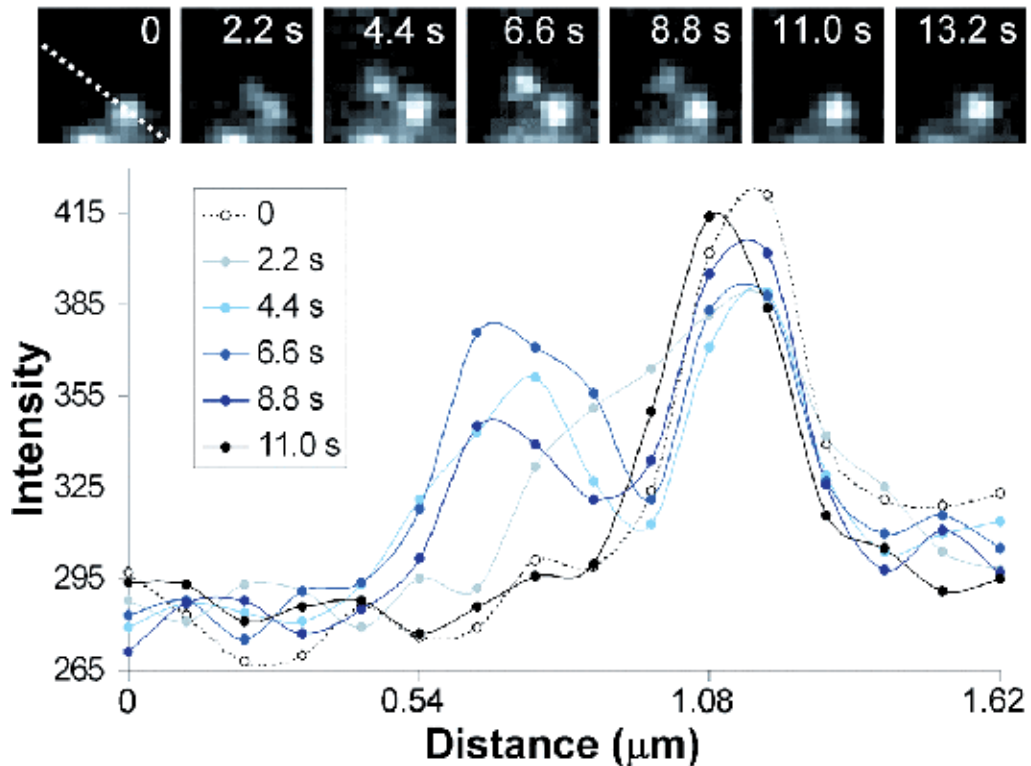 0 2.2 s 4.4 s 6.6 s 8.8 s 11.0 s 13.2 s
415
385
355
325
295
265
Intensity
0
2.2 s
4.4 s
6.6 s
8.8 s
11.0 s
0 0.54 1.08 1.62
Distance (μm)